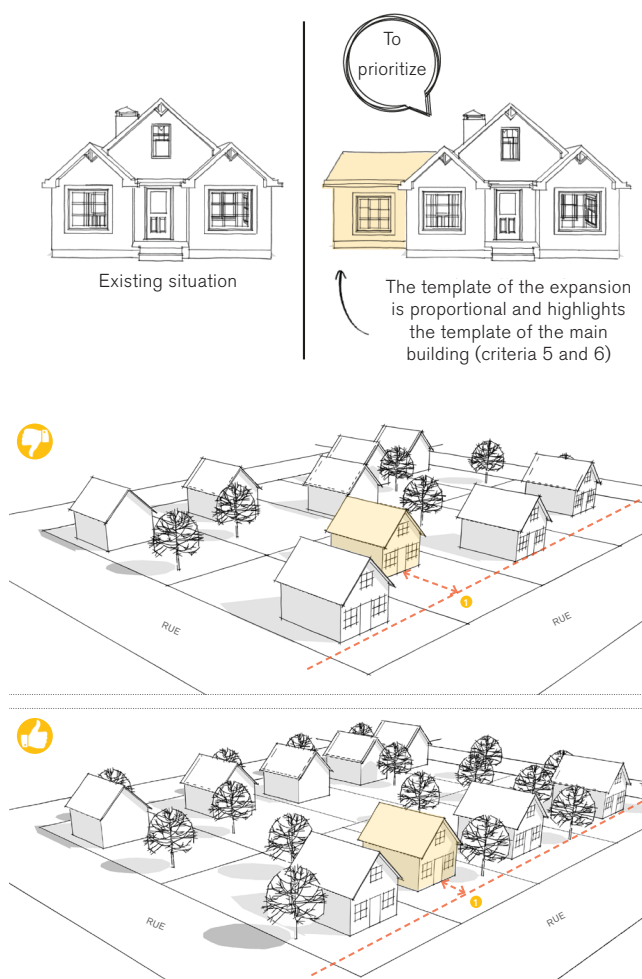 To
prioritize
Existing situation
The template of the expansion
is proportional and highlights
the template of the main
building (criteria 5 and 6)
1
RUE
RUE
1
RUE
RUE